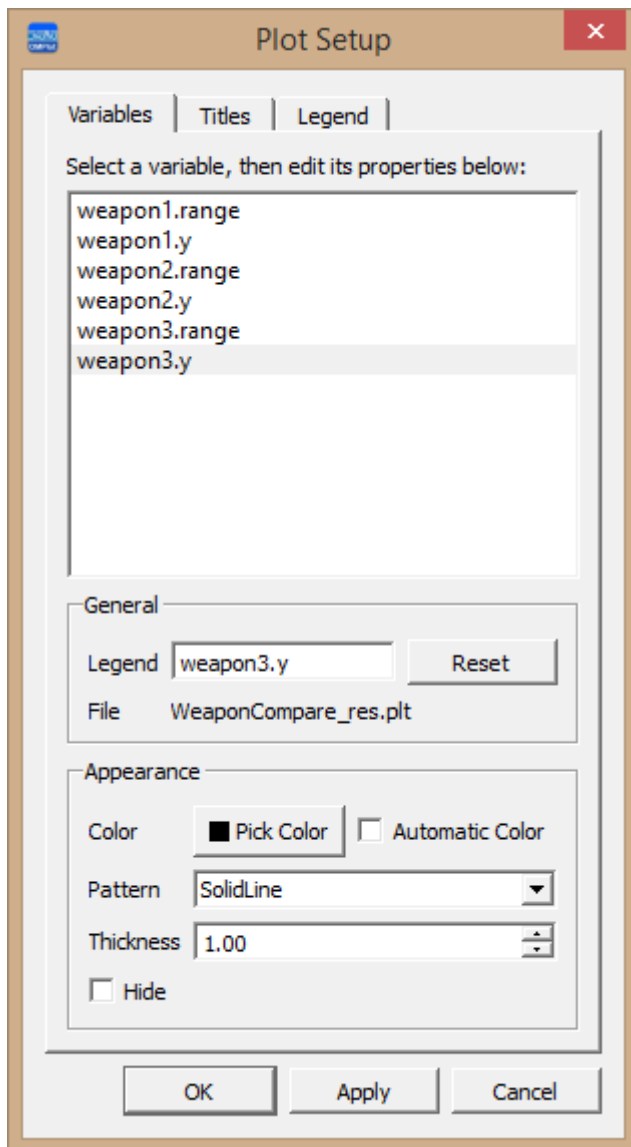 Plot Setup
Variables Titles Legend
Select a variable, then edit its properties below:
weapon1.range
weapon1.y
weapon2.range
weapon2.y
weapon3.range
weapon3.y
General
Legend weapon3.y Reset
File WeaponCompare_res.plt
Appearance
Color Pick Color Automatic Color
Pattern SolidLine
Thickness 1.00
Hide
OK Apply Cancel